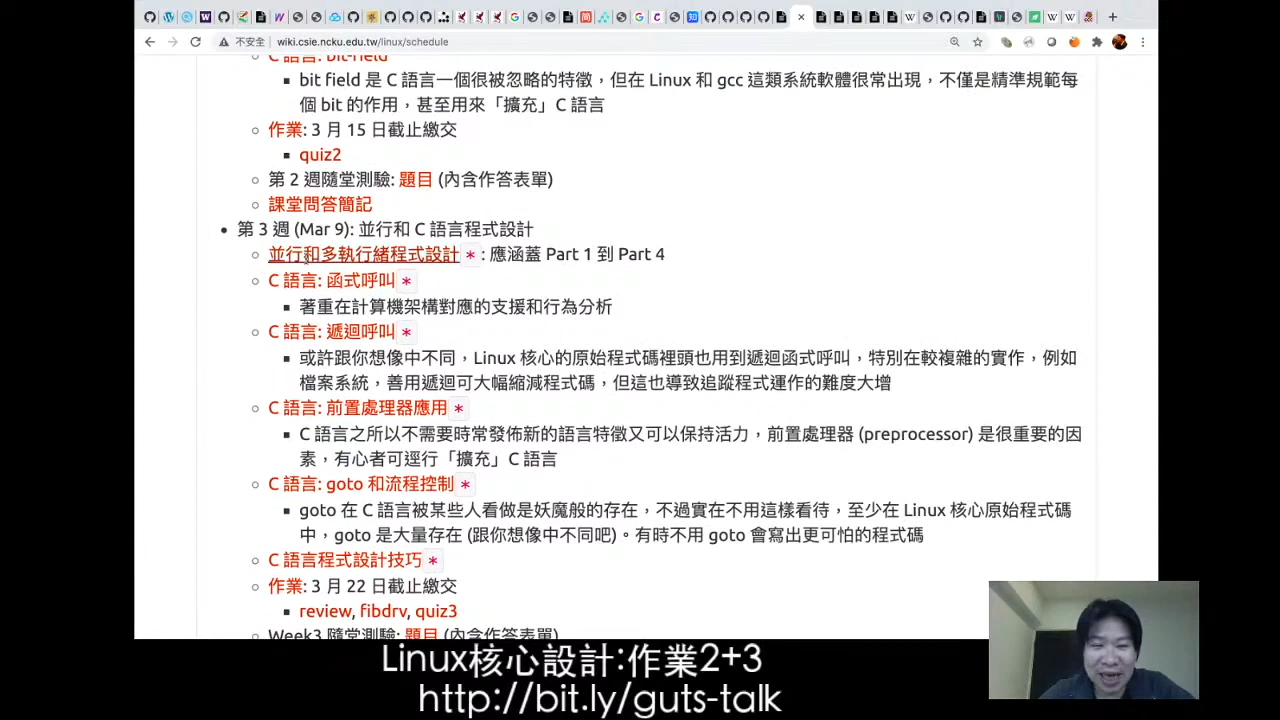 不安全 wiki.csie.ncku.edu.tw/linux/schedule
C 語言: bit-field
bit field 是 C 語言一個很被忽略的特徵，但在 Linux 和 gcc 這類系統軟體很常出現，不僅是精準規範每
個 bit 的作用，甚至用來「擴充」C 語言
作業: 3 月 15 日截止繳交
quiz2
第 2 週隨堂測驗: 題目 (內含作答表單)
課堂問答簡記
第 3 週 (Mar 9): 並行和 C 語言程式設計
並行和多執行緒程式設計 * : 應涵蓋 Part 1 到 Part 4
C 語言: 函式呼叫 *
著重在計算機架構對應的支援和行為分析
C 語言: 遞迴呼叫 *
或許跟你想像中不同，Linux 核心的原始程式碼裡頭也用到遞迴函式呼叫，特別在較複雜的實作，例如
檔案系統，善用遞迴可大幅縮減程式碼，但這也導致追蹤程式運作的難度大增
C 語言: 前置處理器應用 *
C 語言之所以不需要時常發佈新的語言特徵又可以保持活力，前置處理器 (preprocessor) 是很重要的因
素，有心者可逕行「擴充」C 語言
C 語言: goto 和流程控制 *
goto 在 C 語言被某些人看做是妖魔般的存在，不過實在不用這樣看待，至少在 Linux 核心原始程式碼
中，goto 是大量存在 (跟你想像中不同吧)。有時不用 goto 會寫出更可怕的程式碼
C 語言程式設計技巧 *
作業: 3 月 22 日截止繳交
review, fibdrv, quiz3
Week3 隨堂測驗: 題目 (內含作答表單)
Linux核心設計:作業2+3
http://bit.ly/guts-talk